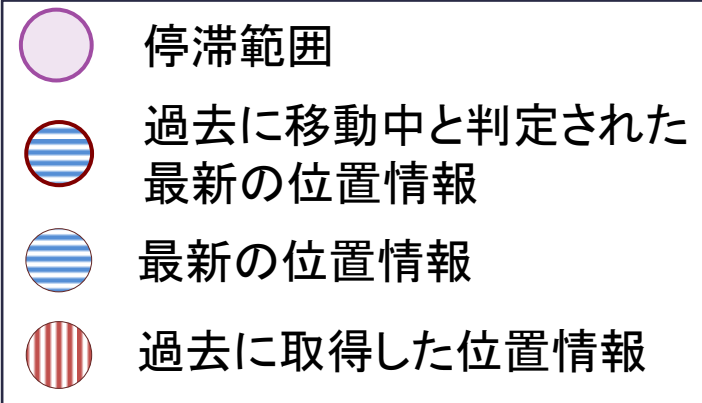 停滞範囲
過去に移動中と判定された
最新の位置情報
最新の位置情報
過去に取得した位置情報